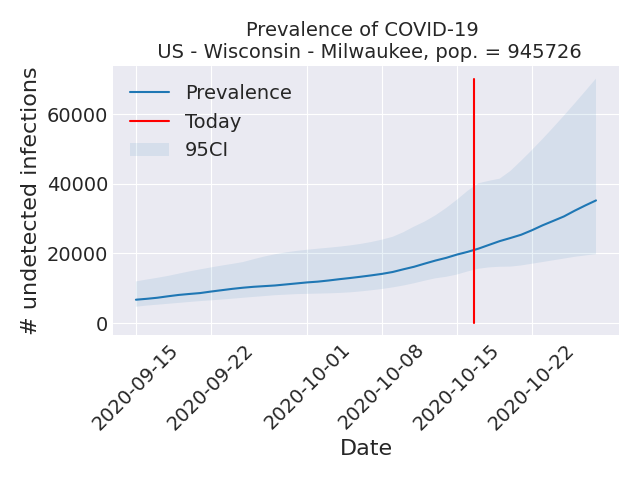 Prevalence of COVID-19
US - Wisconsin - Milwaukee, pop. = 945726
# undetected infections
60000
40000
20000
0
Prevalence
Today
95CI
2020-09-15
2020-09-22
2020-10-01
2020-10-08
2020-10-15
2020-10-22
Date